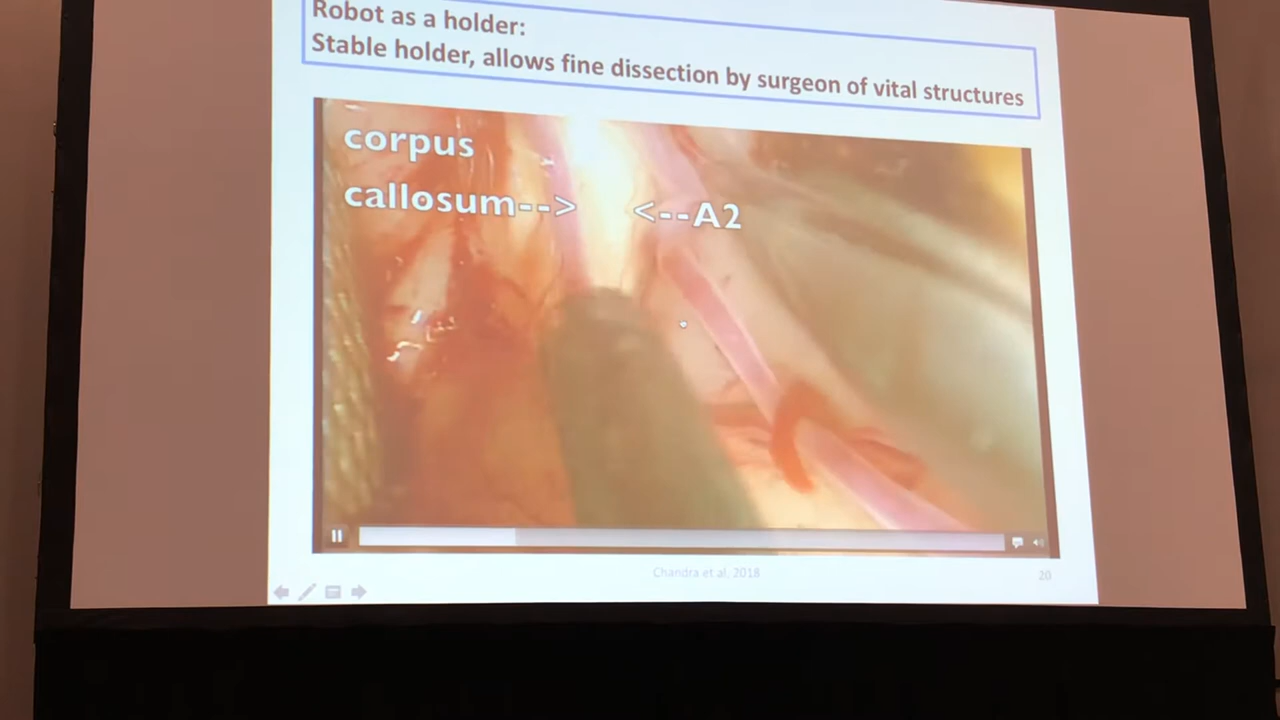 Robot as a holder:
Stable holder, allows fine dissection by surgeon of vital structures
corpus
callosum--> <--A2
Chandra et al, 2018
20